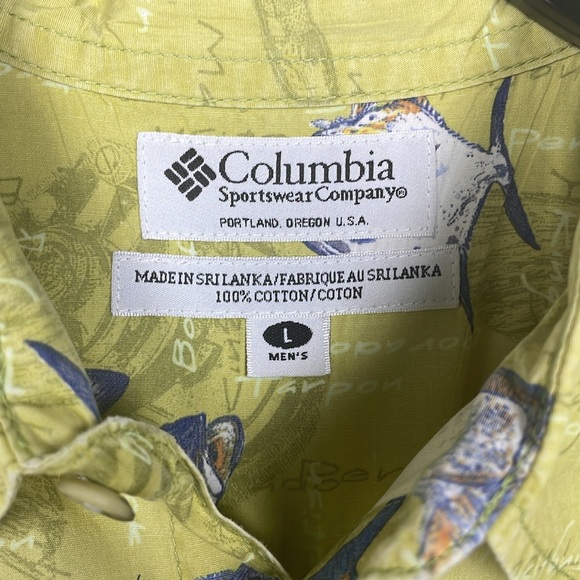 Columbia
Sportswear Company®
PORTLAND, OREGON U.S.A.
MADE IN SRI LANKA/FABRIQUE AU SRI LANKA
100% COTTON/COTON
L
MEN'S
Tarpon